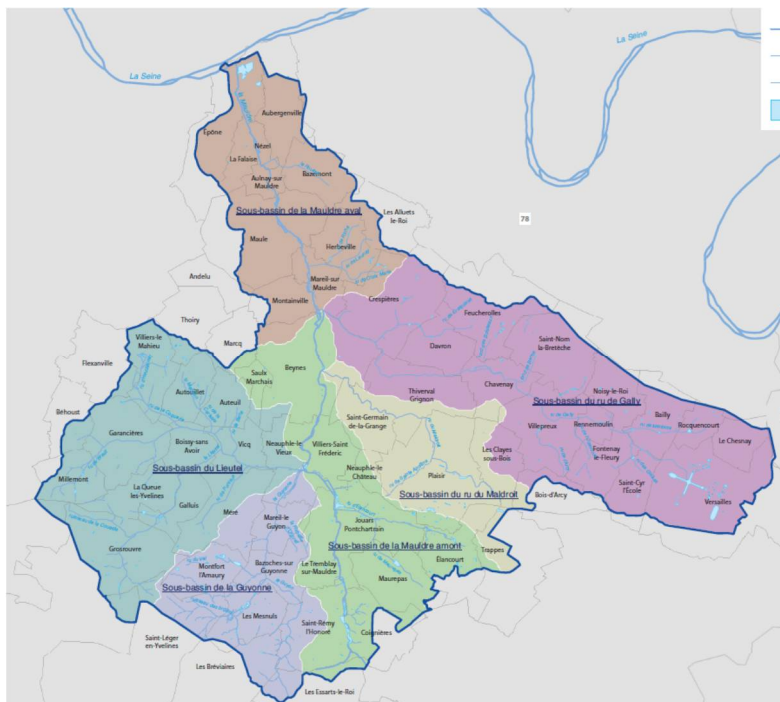 La Seine
La Seine
la Mauldre
Aubergenville
Epône
Nézel
La Falaise
Aulnay-sur
Mauldre
Bazemont
Sous-bassin de la Mauldre aval
Les Alluets
le-Roi
78
Maule
Herbeville
Andelu
Mareil-sur
Mauldre
Montainville
Crespières
Feucherolles
Thoiry
Marcq
Villiers-le
Mahieu
Flexanville
Saulx
Marchais
Beynes
Davron
Saint-Nom
la-Bretèche
Béhoust
Autouillet
Auteuil
Thiverval
Grignon
Chavenay
Noisy-le-Roi
Sous-bassin du ru de Gally
Saint-Germain
de-la-Grange
Bailly
Rocquencourt
Garancières
Boissy-sans
Avoir
Vicq
Neauphle-le
Vieux
Villiers-Saint
Fréderic
Villepreux
Rennemoulin
Le Chesnay
Fontenay
le-Fleury
Les Clayes
sous-Bois
Sous-bassin du Lieutel
Neauphle-le
Château
Plaisir
Millemont
La Queue
les-Yvelines
Sous-bassin du ru du Maldroit
Bois-d'Arcy
Saint-Cyr
l'École
Versailles
Galluis
Méré
Mareil-le
Guyon
Jouars
Pontchartrain
Sous-bassin de la Mauldre amont
Grosrouvre
Trappes
Montfort
l'Amaury
Bazoches-sur
Guyonne
Le Tremblay
sur-Mauldre
Élancourt
Maurepas
Sous-bassin de la Guyonne
Les Mesnuls
Saint-Rémy
l'Honoré
Coignières
Saint-Léger
en-Yvelines
Les Bréviaires
Les Essarts-le-Roi